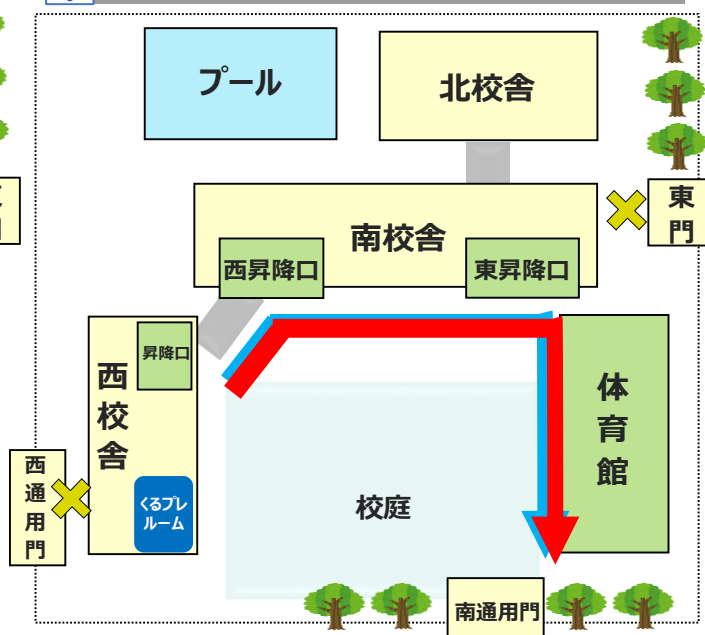 プール
北校舎
東門
南校舎
西昇降口
東昇降口
昇降口
西校舎
体育館
西通用門
くるプレ
ルーム
校庭
南通用門